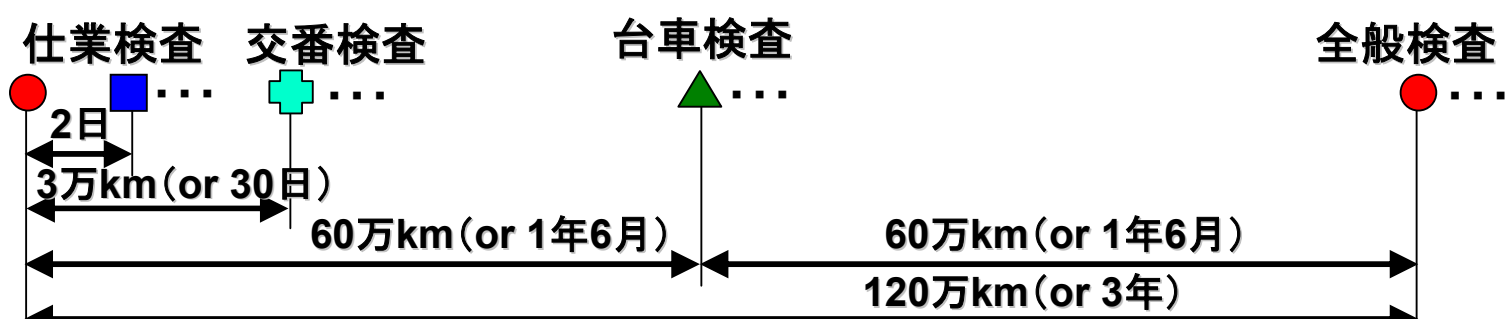 仕業検査
交番検査
台車検査
全般検査
・・・
・・・
・・・
・・・
2日
3万km(or 30日)
60万km(or 1年6月)
60万km(or 1年6月)
120万km(or 3年)